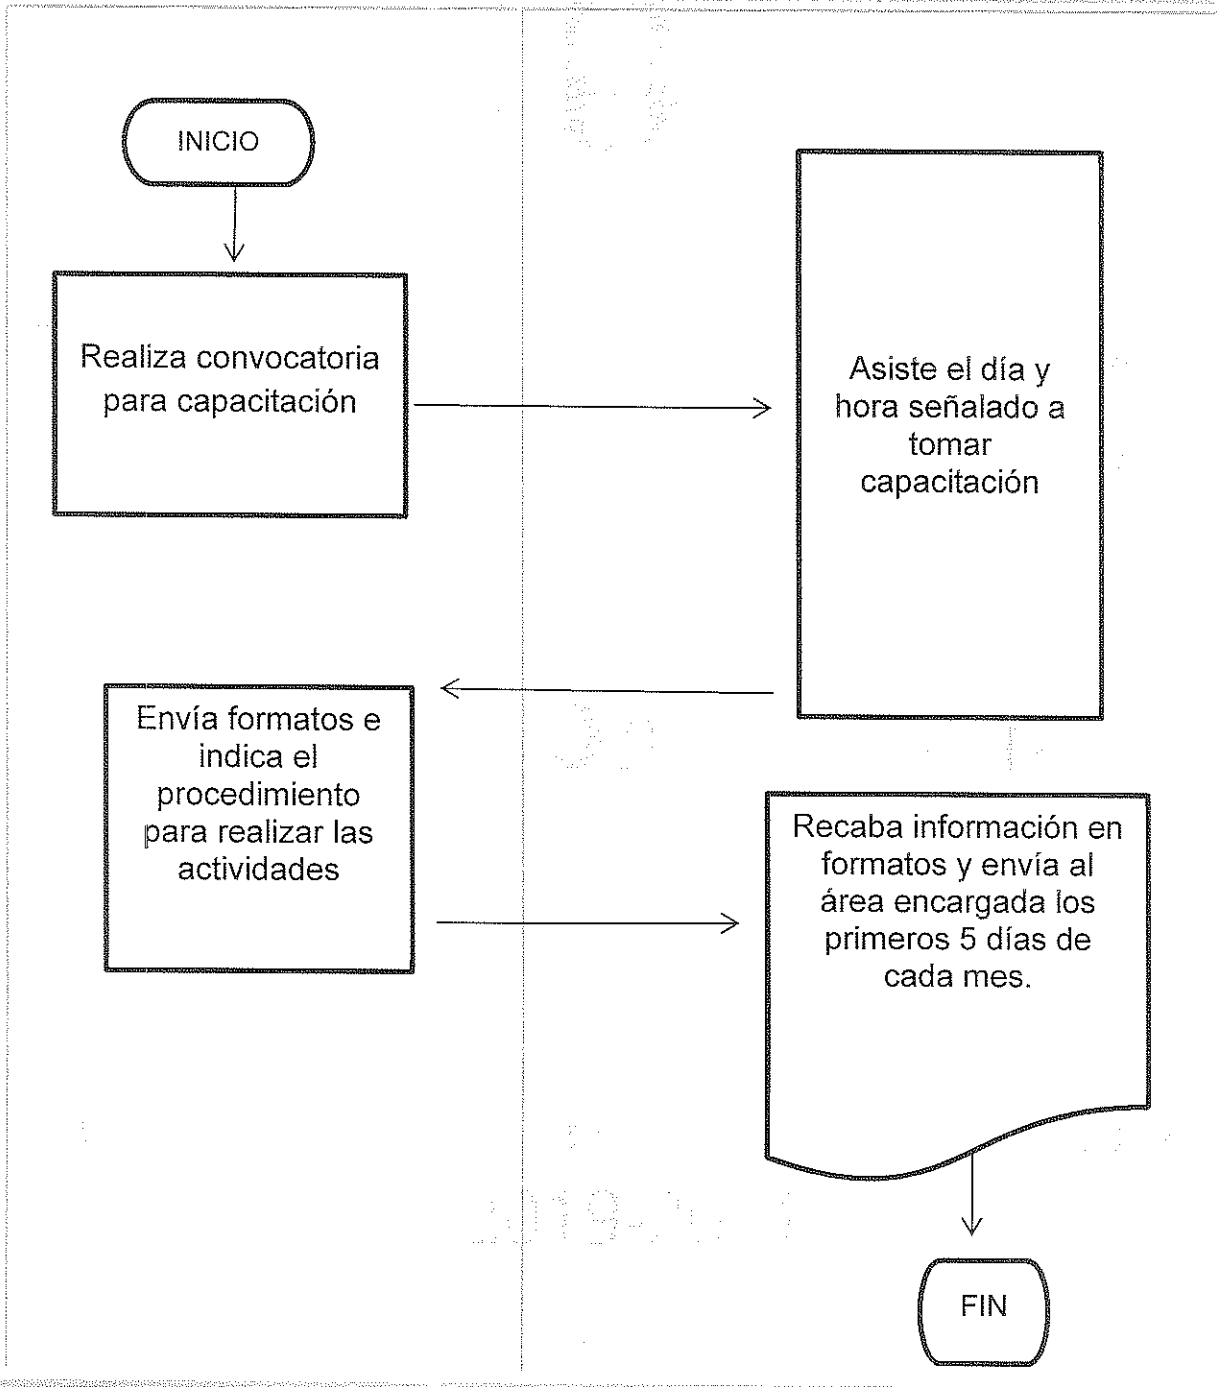 INICIO
Realiza convocatoria
para capacitación
Asiste el día y
hora señalado a
tomar
capacitación
Envía formatos e
indica el
procedimiento
para realizar las
actividades
Recaba información en
formatos y envía al
área encargada los
primeros 5 días de
cada mes.
FIN